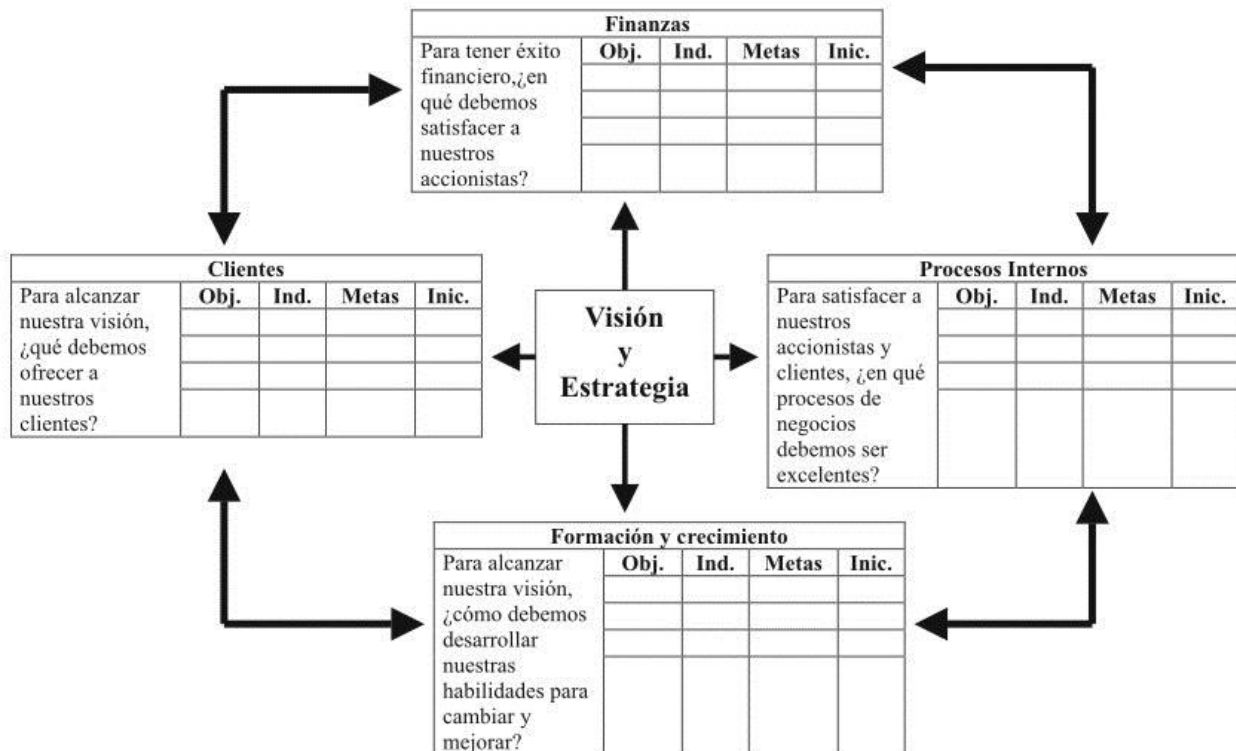 Finanzas
Para tener éxito
financiero,¿en
qué debemos
satisfacer a
nuestros
accionistas?
Obj. Ind. Metas Inic.
Clientes
Para alcanzar
nuestra visión,
¿qué debemos
ofrecer a
nuestros
clientes?
Obj. Ind. Metas Inic.
Visión
y
Estrategia
Procesos Internos
Para satisfacer a
nuestros
accionistas y
clientes, ¿en qué
procesos de
negocios
debemos ser
excelentes?
Obj. Ind. Metas Inic.
Formación y crecimiento
Para alcanzar
nuestra visión,
¿cómo debemos
desarrollar
nuestras
habilidades para
cambiar y
mejorar?
Obj. Ind. Metas Inic.